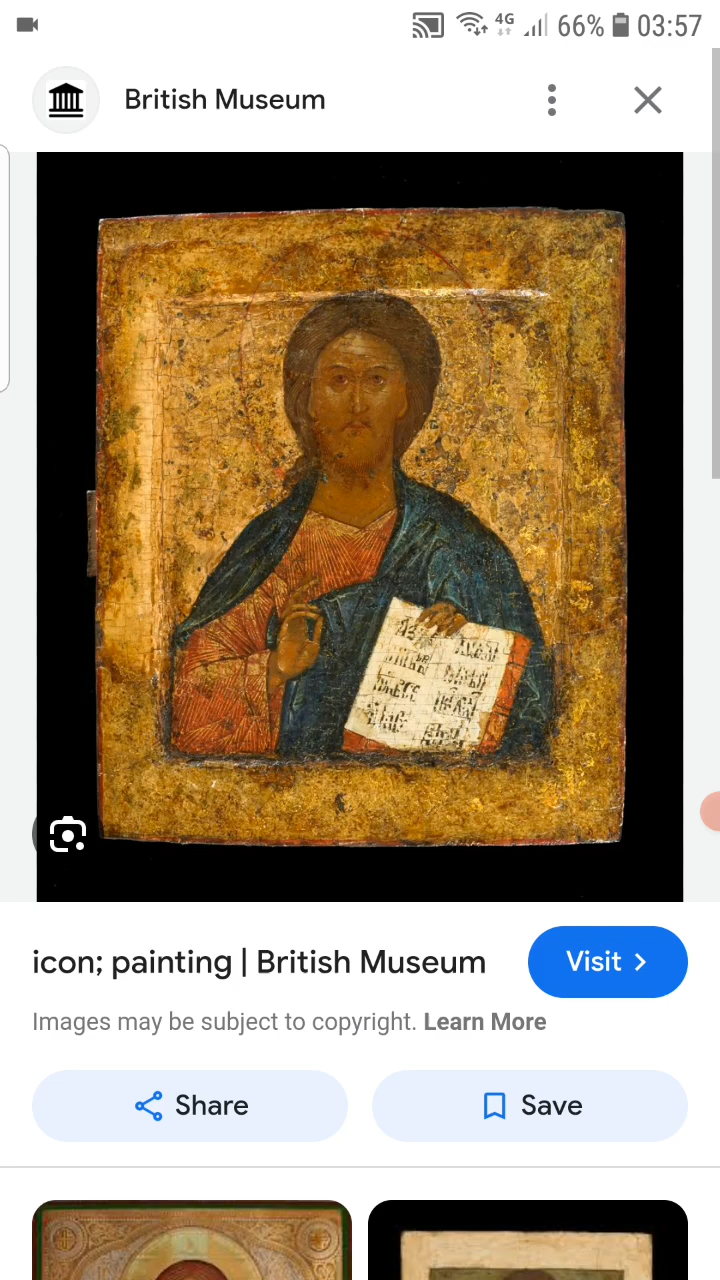 4G 66% 03:57
British Museum
icon; painting | British Museum
Visit
Images may be subject to copyright. Learn More
Share
Save